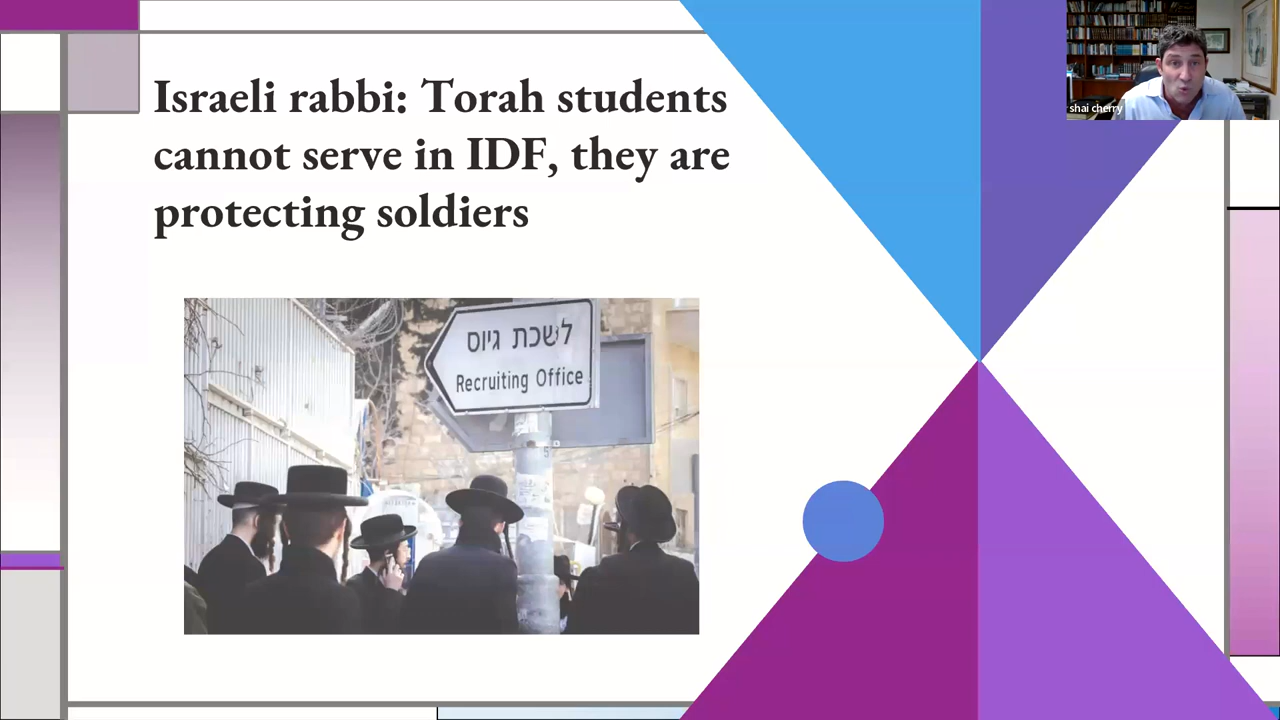 Israeli rabbi: Torah students
cannot serve in IDF, they are
protecting soldiers
לשכת גיוס
Recruiting Office
shai cherry